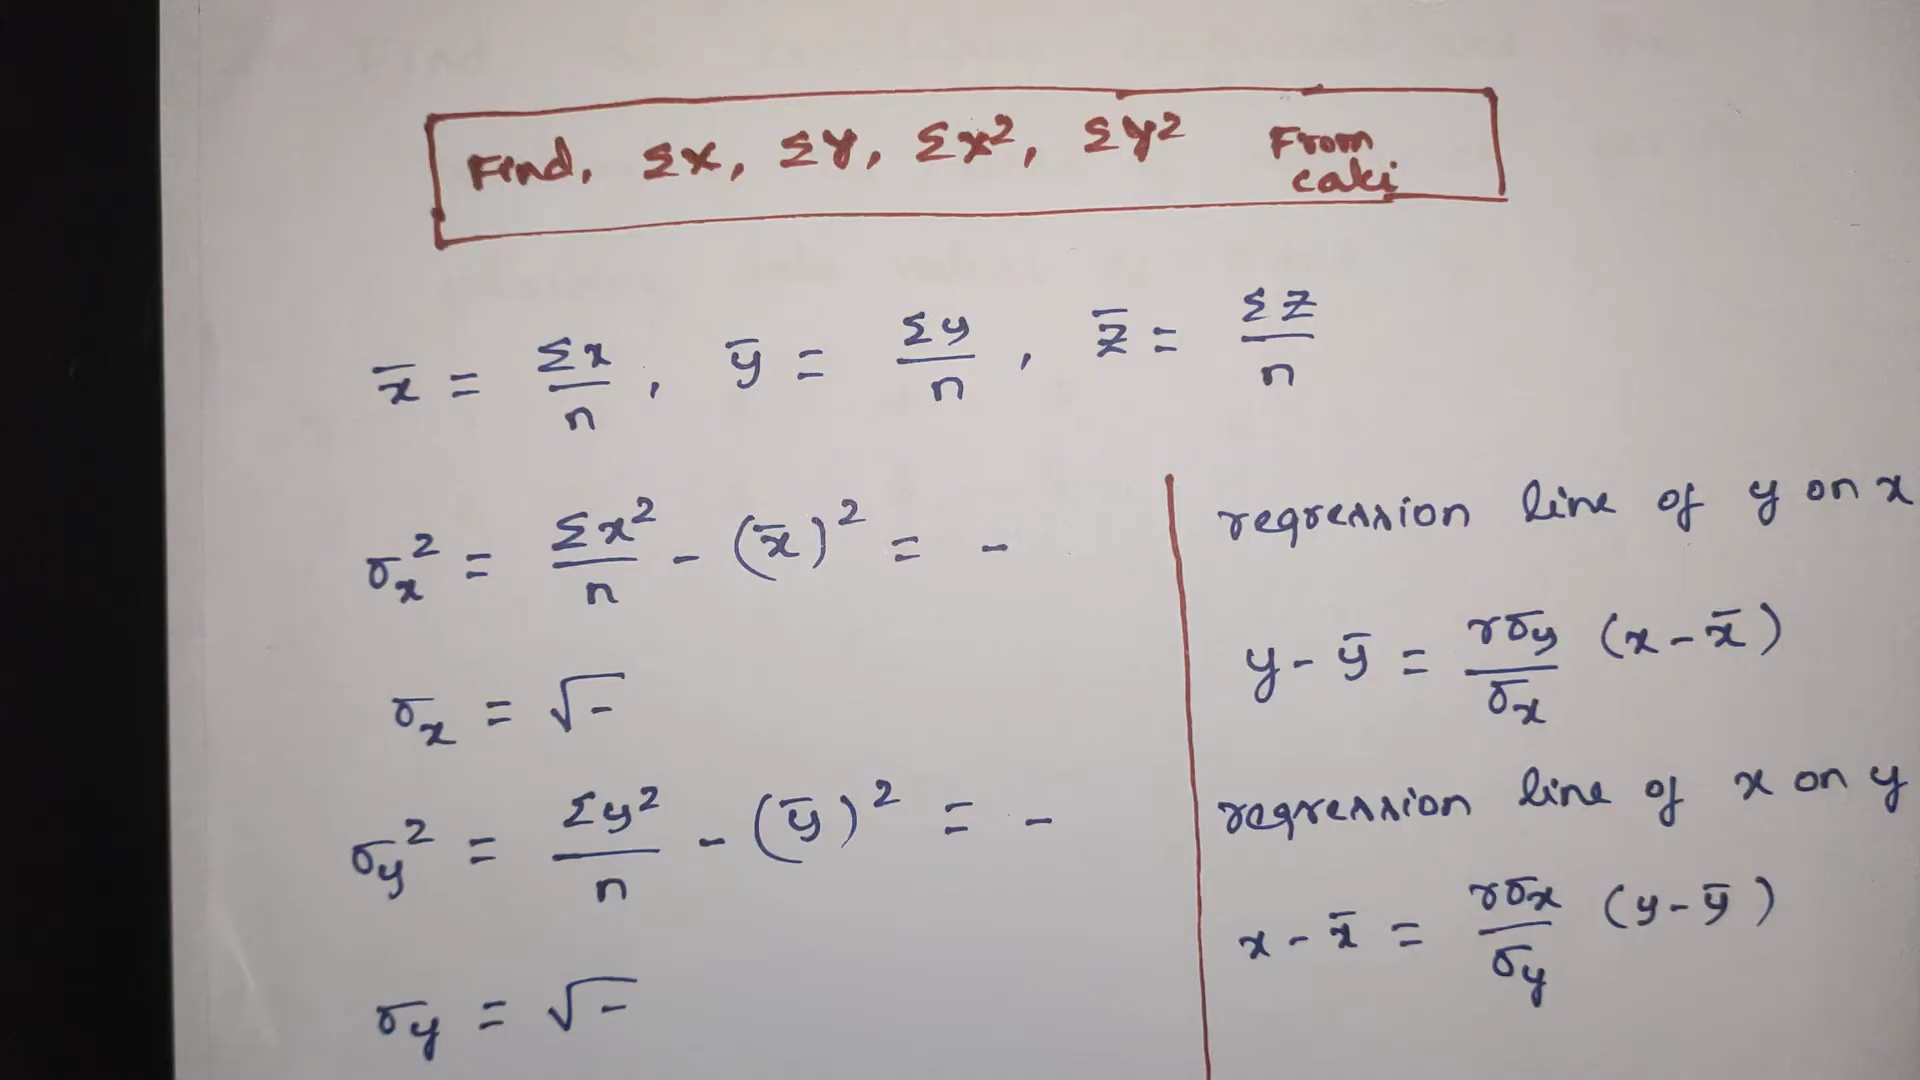 Find, Σx, Σy, Σx², Σy² From calci
x̄ = Σx/n, ȳ = Σy/n, z̄ = Σz/n
σx² = Σx²/n - (x̄)² = -
σx = √-
σy² = Σy²/n - (ȳ)² = -
σy = √-
regression line of y on x
y - ȳ = rσy/σx (x - x̄)
regression line of x on y
x - x̄ = rσx/σy (y - ȳ)